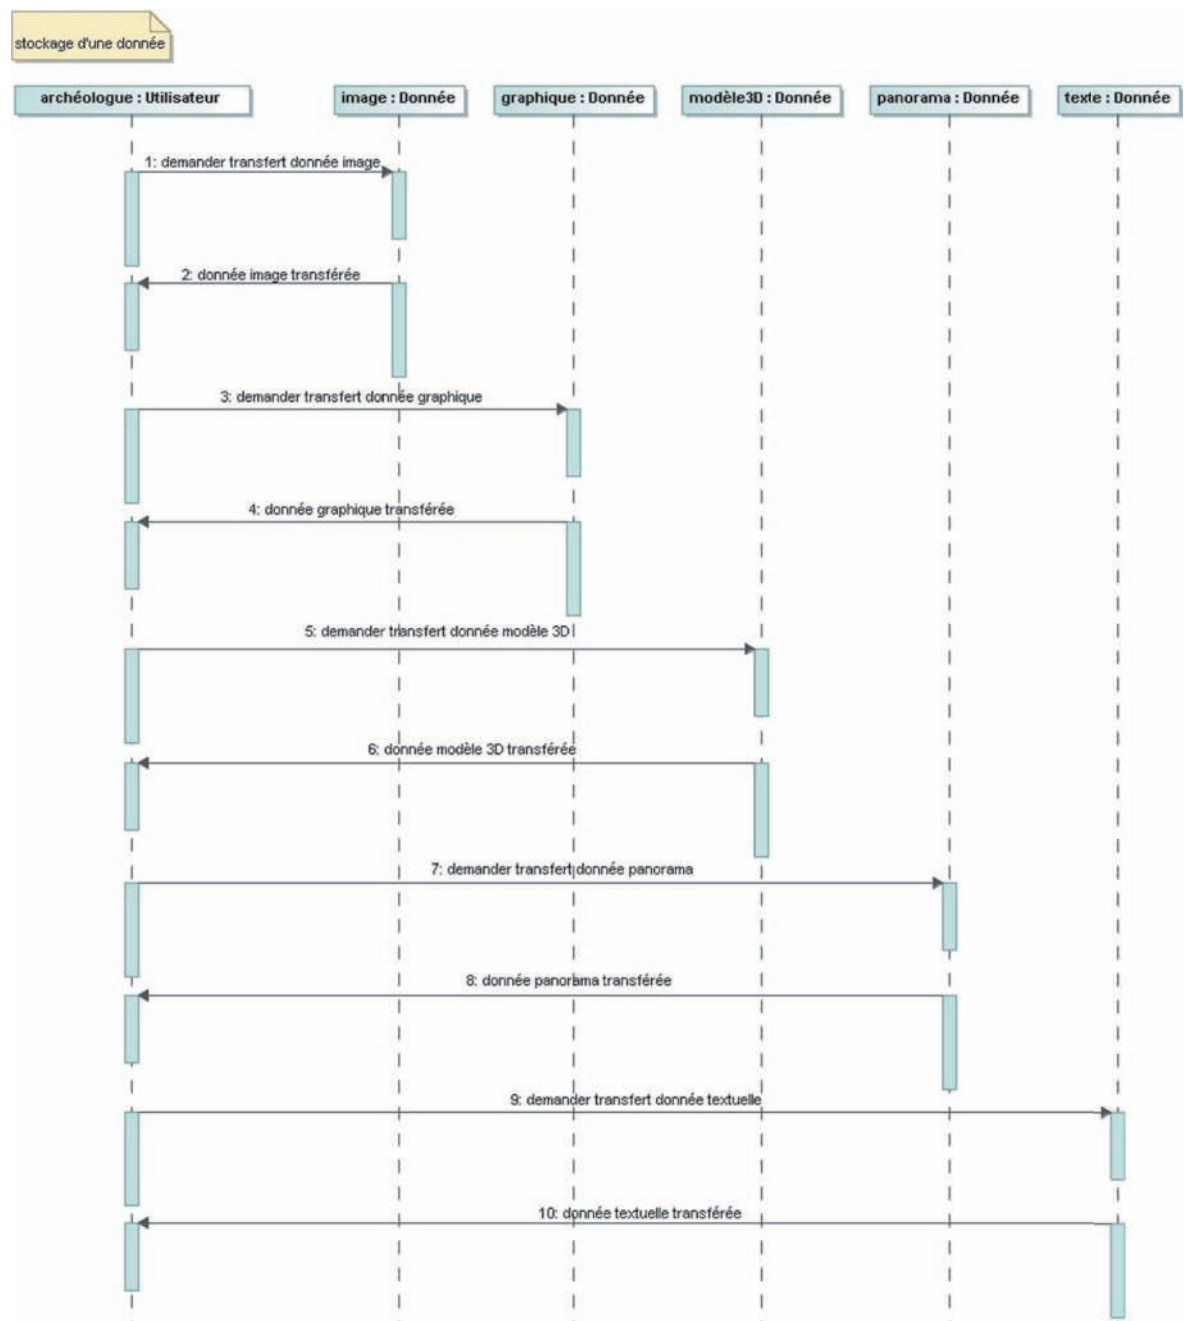 stockage d'une donnée
archéologue : Utilisateur
image : Donnée
graphique : Donnée
modèle3D : Donnée
panorama : Donnée
texte : Donnée
1: demander transfert donnée image
2: donnée image transférée
3: demander transfert donnée graphique
4: donnée graphique transférée
5: demander transfert donnée modèle 3D
6: donnée modèle 3D transférée
7: demander transfert donnée panorama
8: donnée panorama transférée
9: demander transfert donnée textuelle
10: donnée textuelle transférée